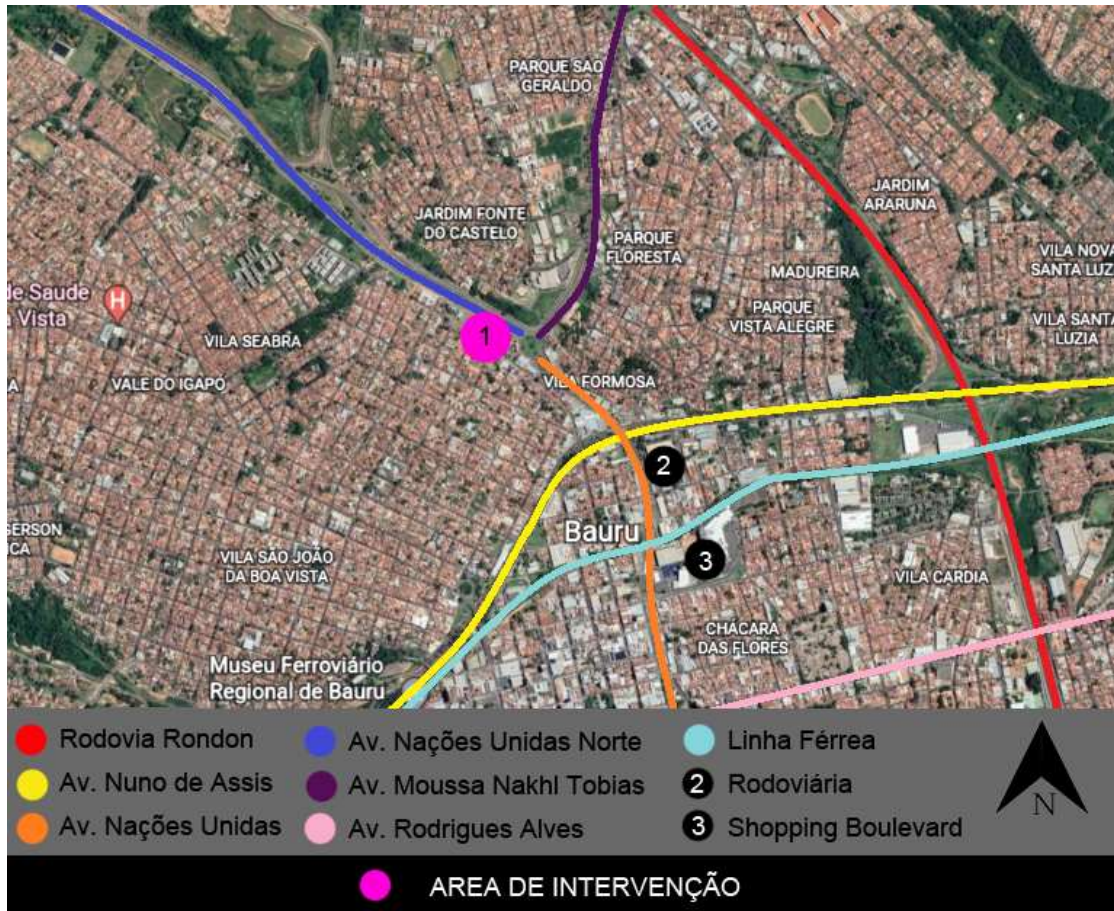 PARQUE SAO
GERALDO
JARDIM
ARARUNA
JARDIM FONTE
DO CASTELO
PARQUE
FLORESTA
VILA NOVA
SANTA LUZ
MADUREIRA
de Saude
a Vista
H
PARQUE
VISTA ALEGRE
VILA SANTA
LUZIA
1
VILA SEABRA
VALE DO IGAPÓ
VILA FORMOSA
2
Bauru
3
GERSON
VILA SÃO JOÃO
DA BOA VISTA
VILA CARDIA
CHÁCARA
DAS FLORES
Museu Ferroviário
Regional de Bauru
Rodovia Rondon
Av. Nuno de Assis
Av. Nações Unidas
Av. Nações Unidas Norte
Av. Moussa Nakhl Tobias
Av. Rodrigues Alves
Linha Férrea
2 Rodoviária
3 Shopping Boulevard
N
AREA DE INTERVENÇÃO